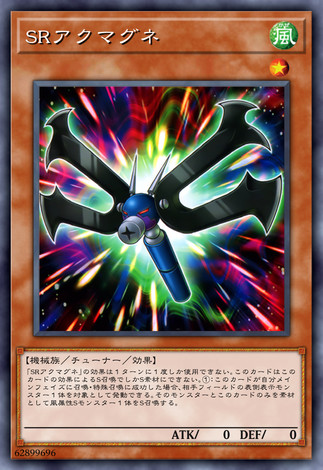 SRアクマグネ
風
【機械族／チューナー／効果】
「SRアクマグネ」の効果は１ターンに１度しか使用できない。このカードはこの
カードの効果によるS召喚でしかS素材にできない。①：このカードが自分メイ
ンフェイズに召喚・特殊召喚に成功した場合、相手フィールドの表側表示モン
スター１体を対象として発動できる。そのモンスターとこのカードのみを素材と
して風属性Sモンスター１体をS召喚する。
ATK/ 0 DEF/ 0
62899696